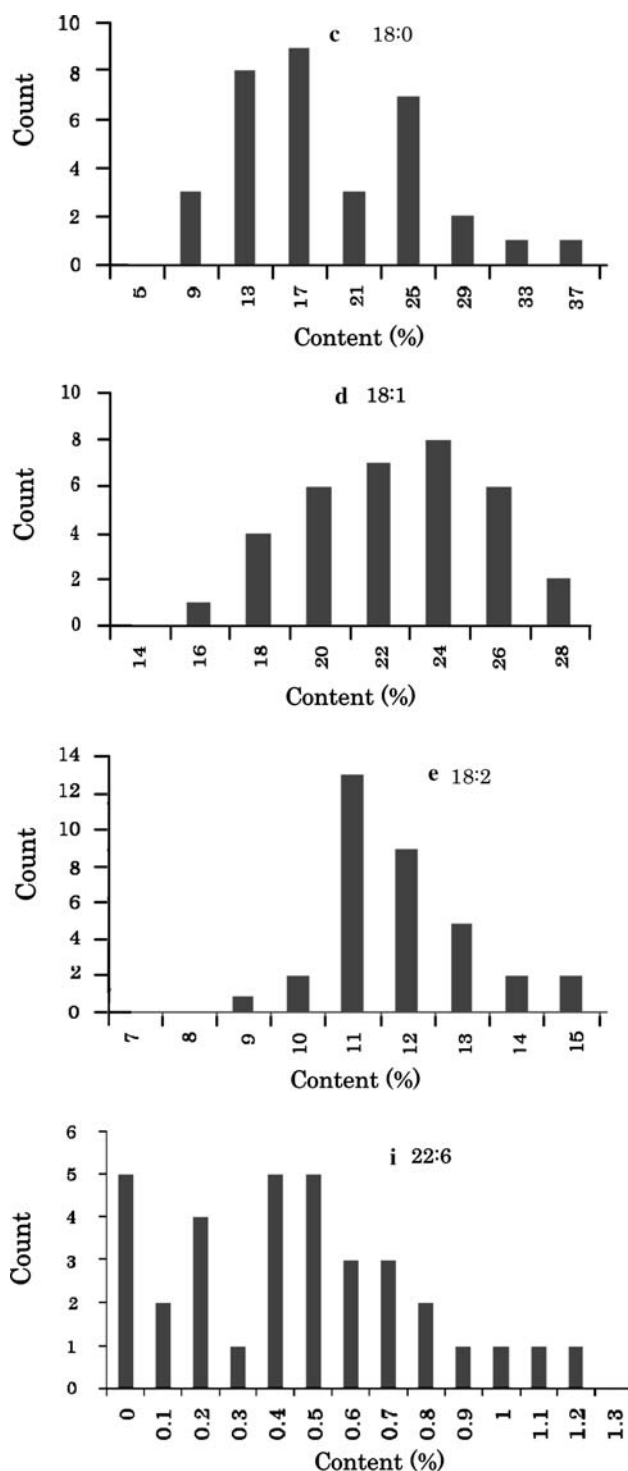 c 18:0
Count
10
8
6
4
2
0
5 9 13 17 21 25 29 33 37
Content (%)
d 18:1
Count
10
8
6
4
2
0
14 16 18 20 22 24 26 28
Content (%)
e 18:2
Count
14
12
10
8
6
4
2
0
7 8 9 10 11 12 13 14 15
Content (%)
i 22:6
Count
6
5
4
3
2
1
0
0 0.1 0.2 0.3 0.4 0.5 0.6 0.7 0.8 0.9 1 1.1 1.2 1.3
Content (%)